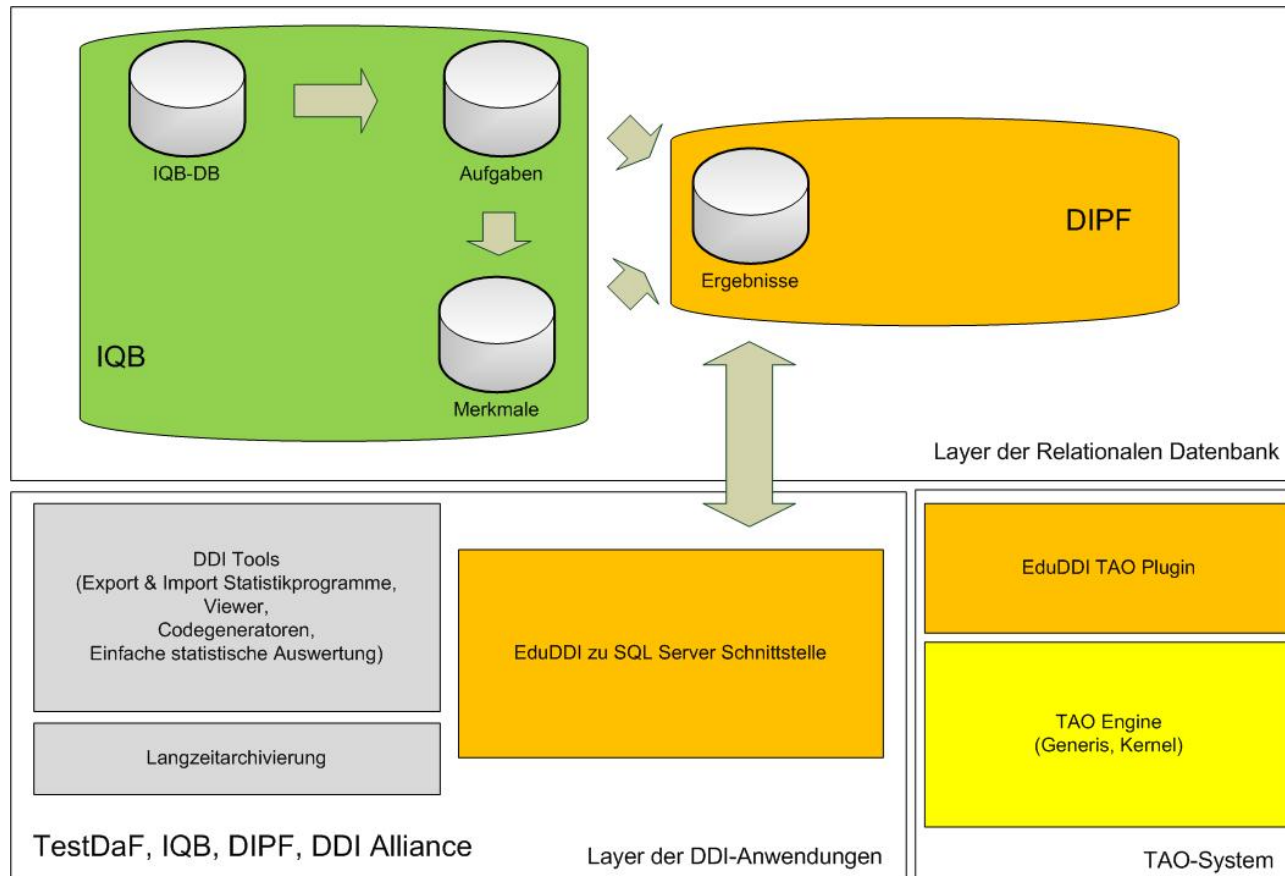 IQB-DB
Aufgaben
Merkmale
IQB
Ergebnisse
DIPF
Layer der Relationalen Datenbank
DDI Tools
(Export & Import Statistikprogramme,
Viewer,
Codegeneratoren,
Einfache statistische Auswertung)
Langzeitarchivierung
EduDDI zu SQL Server Schnittstelle
TestDaF, IQB, DIPF, DDI Alliance
Layer der DDI-Anwendungen
EduDDI TAO Plugin
TAO Engine
(Generis, Kernel)
TAO-System